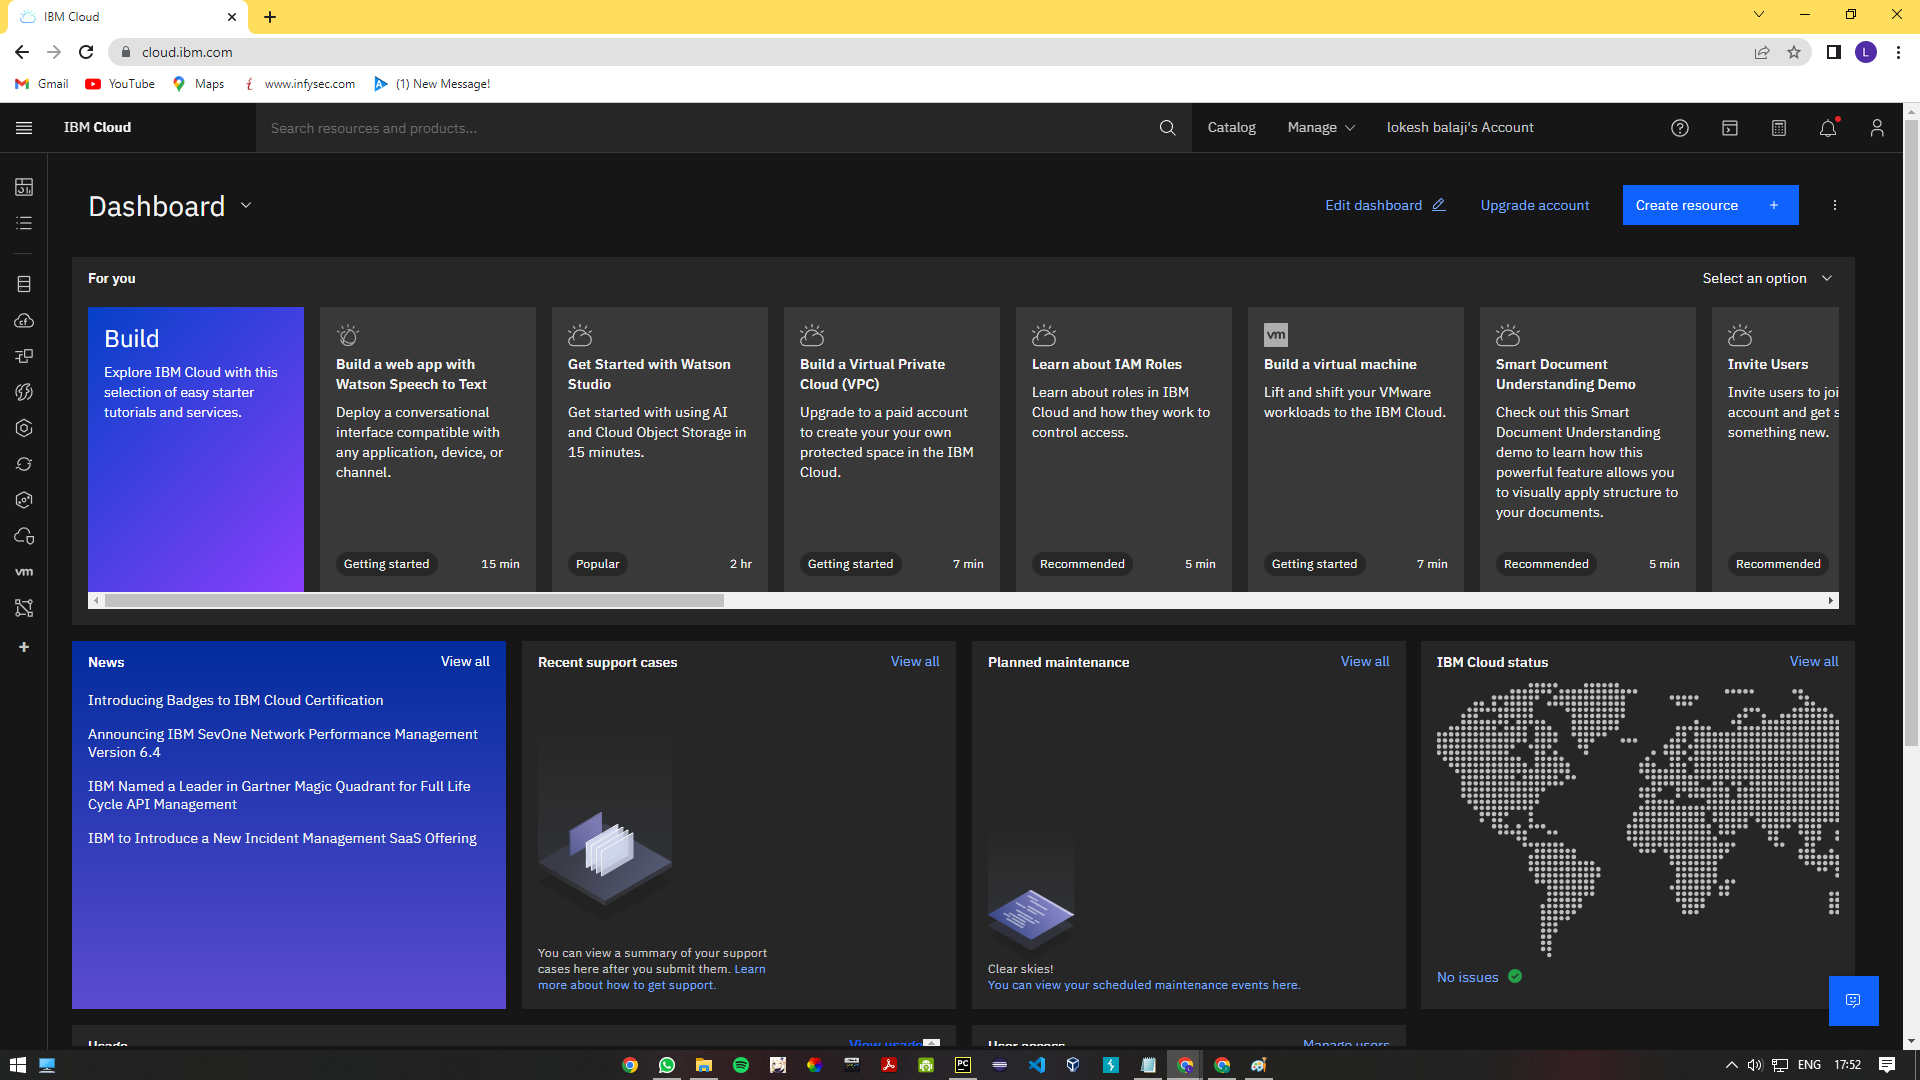 IBM Cloud
cloud.ibm.com
L
Gmail
YouTube
Maps
www.infysec.com
(1) New Message!
IBM Cloud
Search resources and products...
Catalog
Manage
lokesh balaji's Account
Dashboard
Edit dashboard
Upgrade account
Create resource +
For you
Select an option
Build
Explore IBM Cloud with this
selection of easy starter
tutorials and services.
Build a web app with
Watson Speech to Text
Deploy a conversational
interface compatible with
any application, device, or
channel.
Getting started 15 min
Get Started with Watson
Studio
Get started with using AI
and Cloud Object Storage in
15 minutes.
Popular 2 hr
Build a Virtual Private
Cloud (VPC)
Upgrade to a paid account
to create your your own
protected space in the IBM
Cloud.
Getting started 7 min
Learn about IAM Roles
Learn about roles in IBM
Cloud and how they work to
control access.
Recommended 5 min
vm
Build a virtual machine
Lift and shift your VMware
workloads to the IBM Cloud.
Getting started 7 min
Smart Document
Understanding Demo
Check out this Smart
Document Understanding
demo to learn how this
powerful feature allows you
to visually apply structure to
your documents.
Recommended 5 min
Invite Users
Invite users to joi
account and get s
something new.
Recommended
vm
News View all
Introducing Badges to IBM Cloud Certification
Announcing IBM SevOne Network Performance Management
Version 6.4
IBM Named a Leader in Gartner Magic Quadrant for Full Life
Cycle API Management
IBM to Introduce a New Incident Management SaaS Offering
Recent support cases View all
You can view a summary of your support
cases here after you submit them. Learn
more about how to get support.
Planned maintenance View all
Clear skies!
You can view your scheduled maintenance events here.
IBM Cloud status View all
No issues
Usage View usage
User access Manage users
PC
ENG 17:52